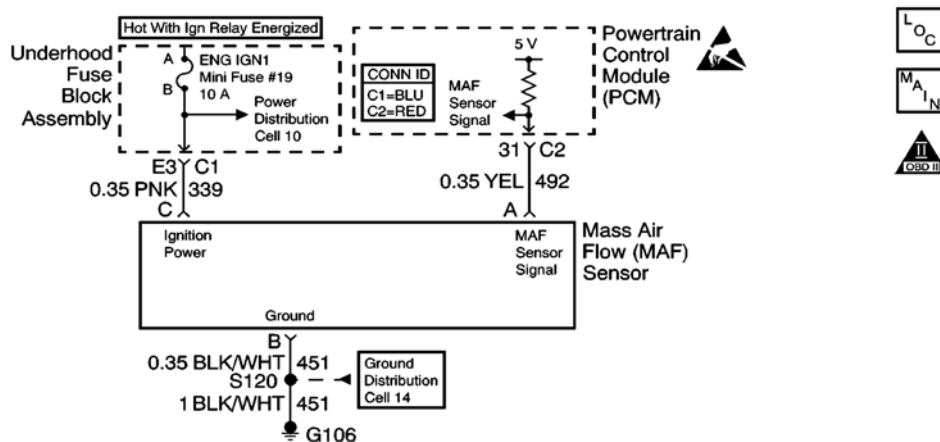 Hot With Ign Relay Energized
Underhood
Fuse
Block
Assembly
A
ENG IGN1
Mini Fuse #19
B
10 A
Power
Distribution
Cell 10
CONN ID
C1=BLU
C2=RED
5 V
MAF
Sensor
Signal
Powertrain
Control
Module
(PCM)
L
O
C
M
A
I
N
II
OBD II
E3
C1
0.35 PNK
339
C
31
C2
0.35 YEL
492
A
Ignition
Power
MAF
Sensor
Signal
Mass Air
Flow (MAF)
Sensor
Ground
B
0.35 BLK/WHT
451
S120
1 BLK/WHT
451
Ground
Distribution
Cell 14
G106